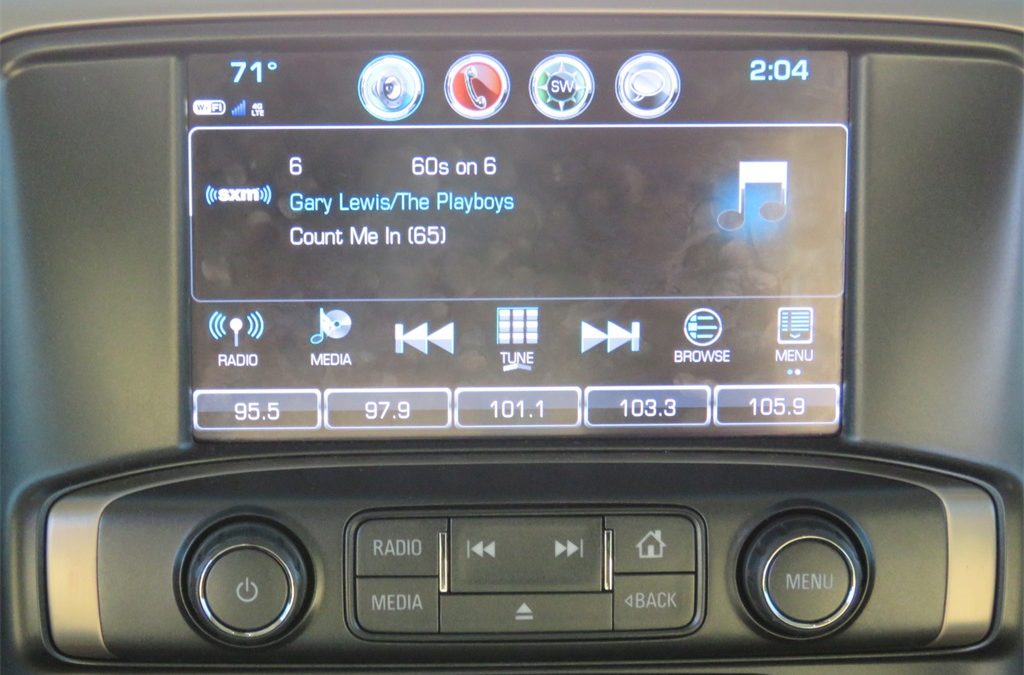 71° 2:04
WiFi 4G LTE SW
6 60s on 6
sxm
Gary Lewis/The Playboys
Count Me In (65)
RADIO MEDIA TUNE BROWSE MENU
95.5 97.9 101.1 103.3 105.9
RADIO
MEDIA
BACK
MENU